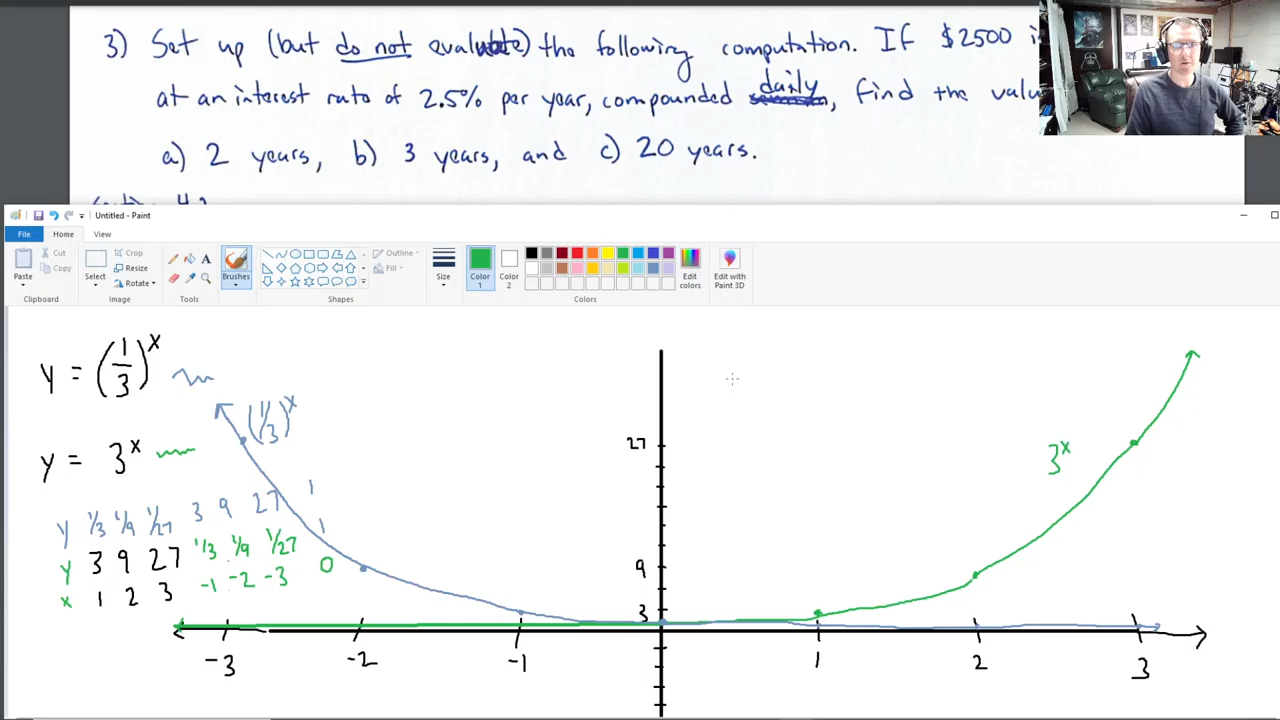 3) Set up (but do not evaluate) the following computation. If $2500 i
at an interest rate of 2.5% per year, compounded daily, find the valu
a) 2 years, b) 3 years, and c) 20 years.
Untitled - Paint
File Home View
Paste Cut Copy Select Crop Resize Rotate Brushes Outline Fill Size Color 1 Color 2 Edit colors Edit with Paint 3D
Clipboard Image Tools Shapes Colors
y = (1/3)^x
(1/3)^x
y = 3^x
27
3^x
y 1/3 1/9 1/27 3 9 27 1
1
y 3 9 27 1/3 1/9 1/27
x 1 2 3 -1 -2 -3 0
9
3
-3 -2 -1 1 2 3